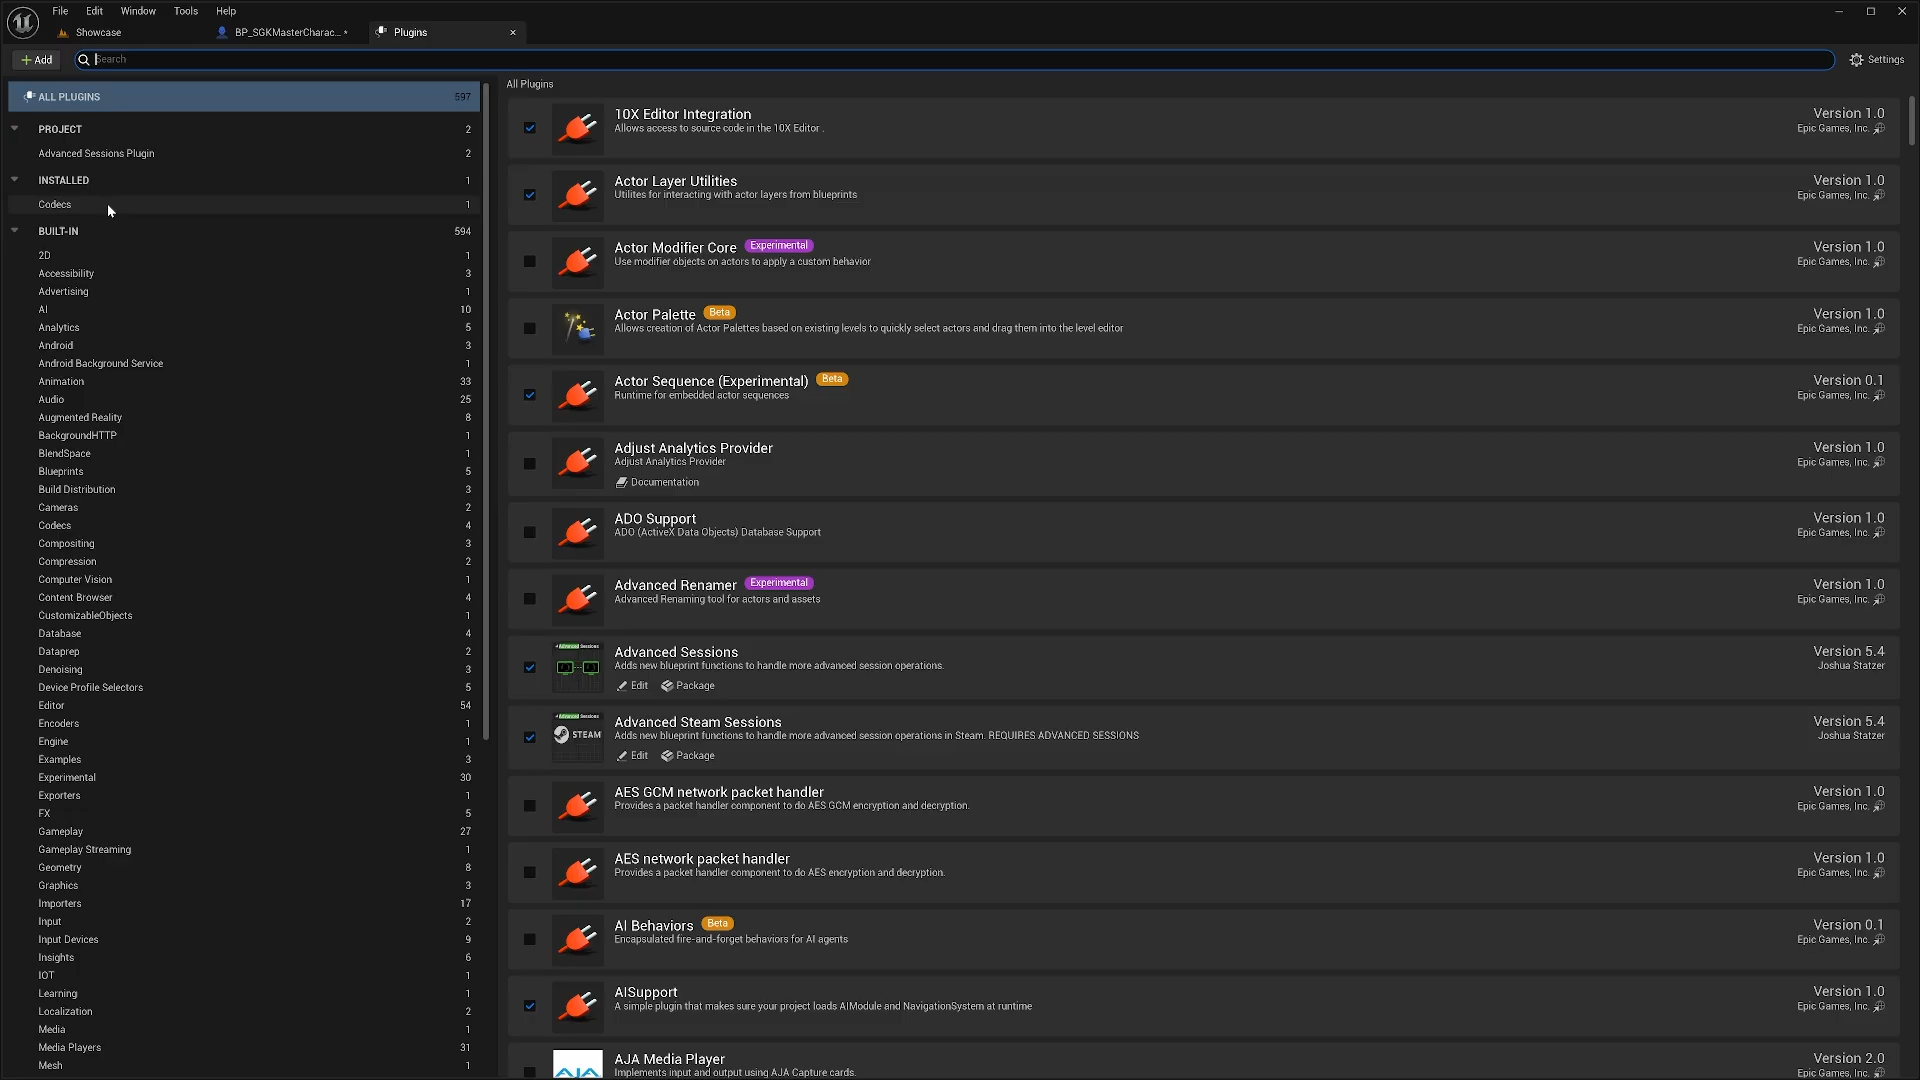 File Edit Window Tools Help
Showcase BP_SGKMasterCharac... * Plugins
Add Search Settings
ALL PLUGINS 597
PROJECT 2
Advanced Sessions Plugin 2
INSTALLED 1
Codecs 1
BUILT-IN 594
2D 1
Accessibility 3
Advertising 1
AI 10
Analytics 5
Android 3
Android Background Service 1
Animation 33
Audio 25
Augmented Reality 8
BackgroundHTTP 1
BlendSpace 1
Blueprints 5
Build Distribution 3
Cameras 2
Codecs 4
Compositing 3
Compression 2
Computer Vision 1
Content Browser 4
CustomizableObjects 1
Database 4
Dataprep 2
Denoising 3
Device Profile Selectors 5
Editor 54
Encoders 1
Engine 1
Examples 3
Experimental 30
Exporters 1
FX 5
Gameplay 27
Gameplay Streaming 1
Geometry 8
Graphics 3
Importers 17
Input 2
Input Devices 9
Insights 6
IOT 1
Learning 1
Localization 2
Media 1
Media Players 31
Mesh 1
All Plugins
10X Editor Integration Version 1.0
Allows access to source code in the 10X Editor . Epic Games, Inc.
Actor Layer Utilities Version 1.0
Utilites for interacting with actor layers from blueprints Epic Games, Inc.
Actor Modifier Core Experimental Version 1.0
Use modifier objects on actors to apply a custom behavior Epic Games, Inc.
Actor Palette Beta Version 1.0
Allows creation of Actor Palettes based on existing levels to quickly select actors and drag them into the level editor Epic Games, Inc.
Actor Sequence (Experimental) Beta Version 0.1
Runtime for embedded actor sequences Epic Games, Inc.
Adjust Analytics Provider Version 1.0
Adjust Analytics Provider Epic Games, Inc.
Documentation
ADO Support Version 1.0
ADO (ActiveX Data Objects) Database Support Epic Games, Inc.
Advanced Renamer Experimental Version 1.0
Advanced Renaming tool for actors and assets Epic Games, Inc.
Advanced Sessions
Advanced Sessions Version 5.4
Adds new blueprint functions to handle more advanced session operations. Joshua Statzer
Edit Package
Advanced Sessions
STEAM
Advanced Steam Sessions Version 5.4
Adds new blueprint functions to handle more advanced session operations in Steam. REQUIRES ADVANCED SESSIONS Joshua Statzer
Edit Package
AES GCM network packet handler Version 1.0
Provides a packet handler component to do AES GCM encryption and decryption. Epic Games, Inc.
AES network packet handler Version 1.0
Provides a packet handler component to do AES encryption and decryption. Epic Games, Inc.
AI Behaviors Beta Version 0.1
Encapsulated fire-and-forget behaviors for AI agents Epic Games, Inc.
AISupport Version 1.0
A simple plugin that makes sure your project loads AIModule and NavigationSystem at runtime Epic Games, Inc.
AJA
AJA Media Player Version 2.0
Implements input and output using AJA Capture cards. Epic Games, Inc.